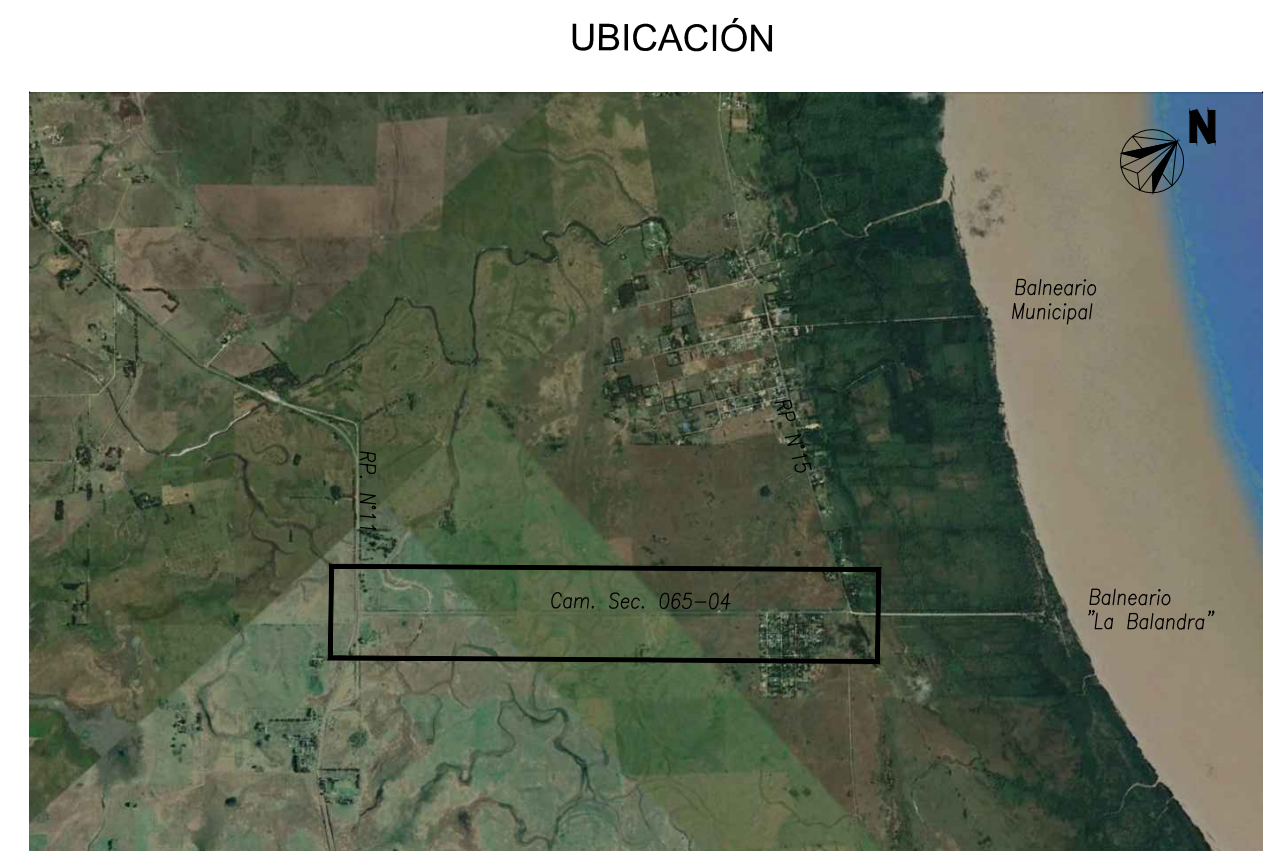 UBICACIÓN
N
Balneario
Municipal
RP N°15
RP. N°11
Cam. Sec. 065-04
Balneario
"La Balandra"